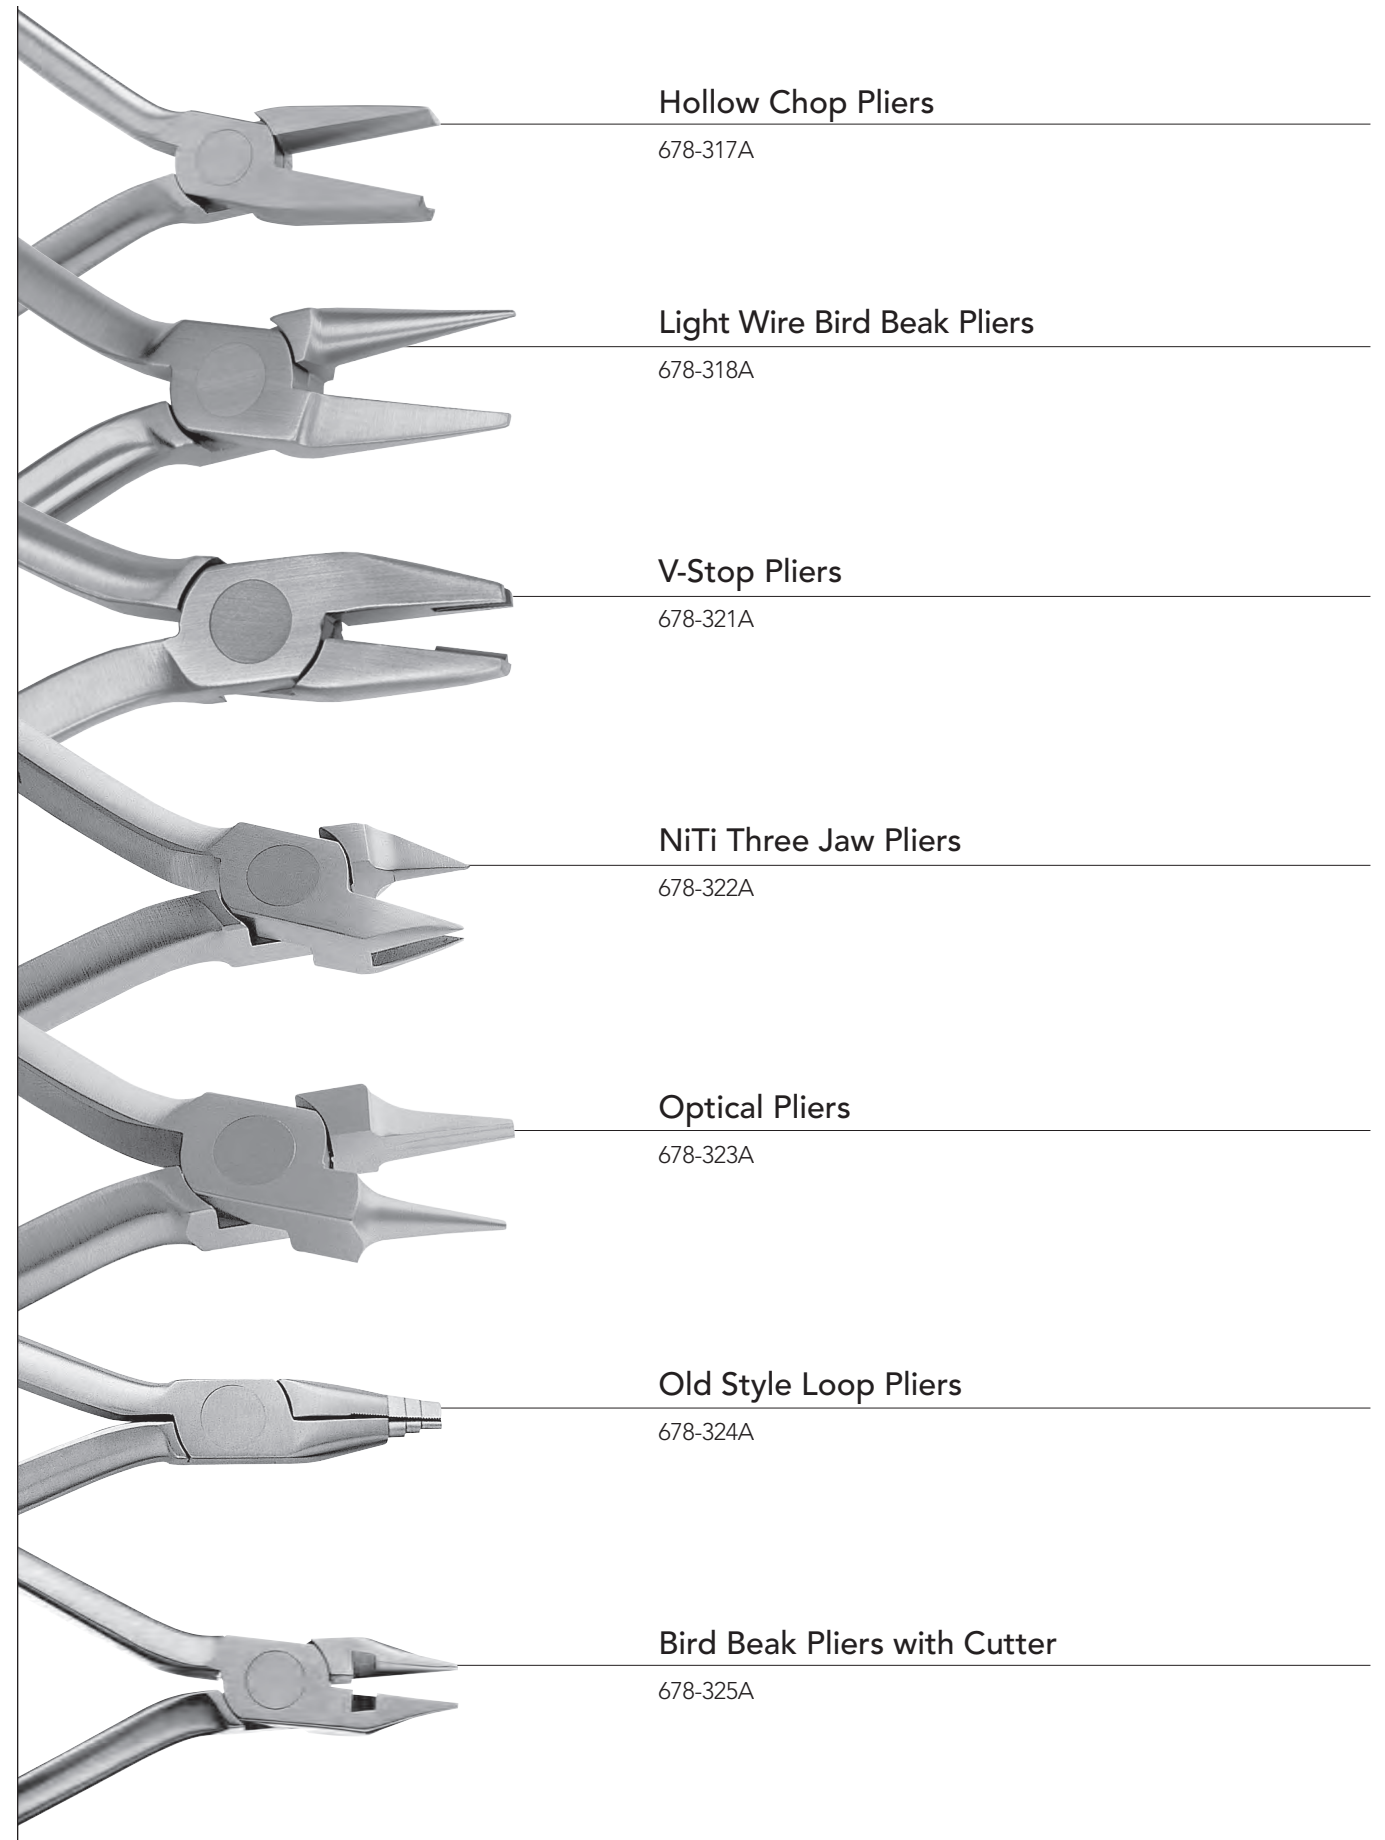 Hollow Chop Pliers
678-317A
Light Wire Bird Beak Pliers
678-318A
V-Stop Pliers
678-321A
NiTi Three Jaw Pliers
678-322A
Optical Pliers
678-323A
Old Style Loop Pliers
678-324A
Bird Beak Pliers with Cutter
678-325A